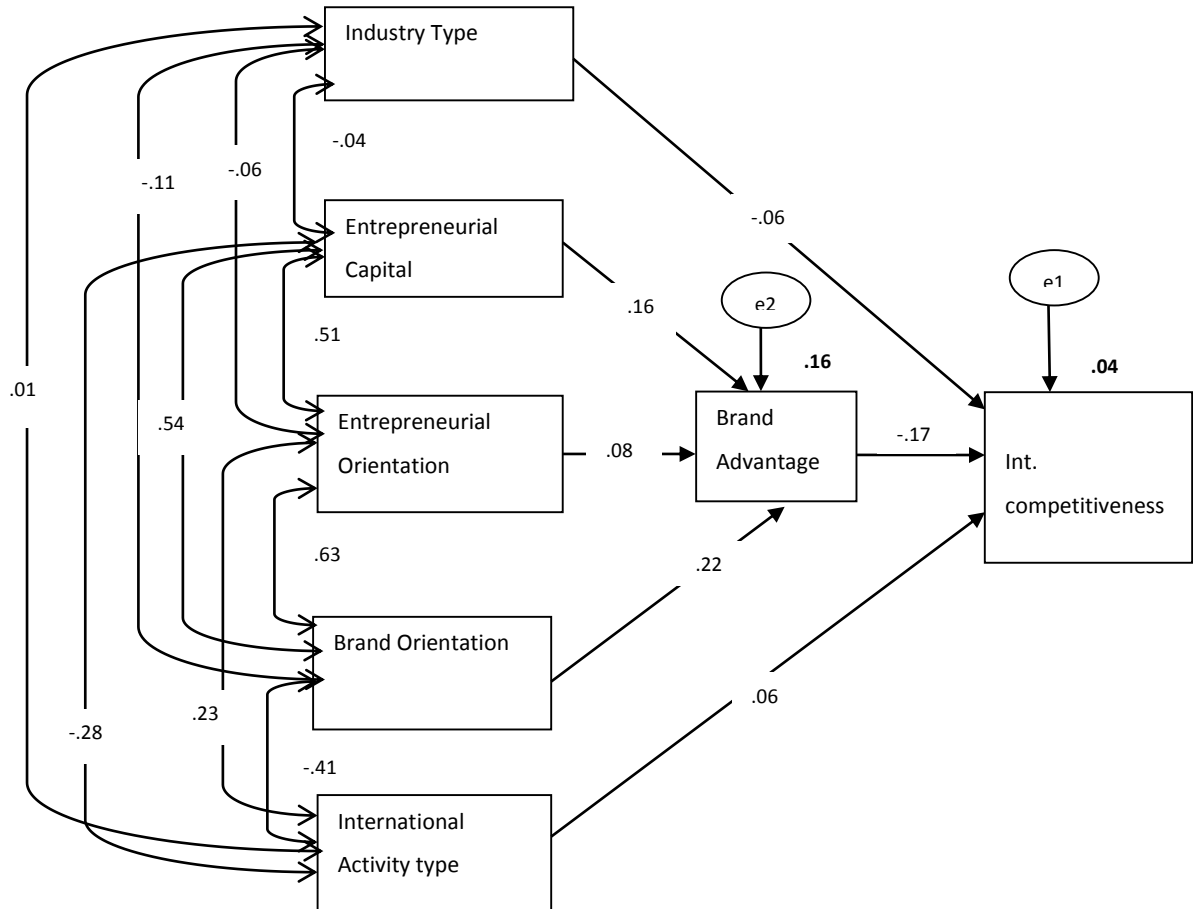 Industry Type
-.04
-.11
-.06
-.06
Entrepreneurial
Capital
e2
e1
.16
.51
.16
.04
.01
.54
Entrepreneurial
Orientation
.08
Brand
Advantage
-.17
Int.
competitiveness
.63
.22
Brand Orientation
.06
-.28
.23
-.41
International
Activity type